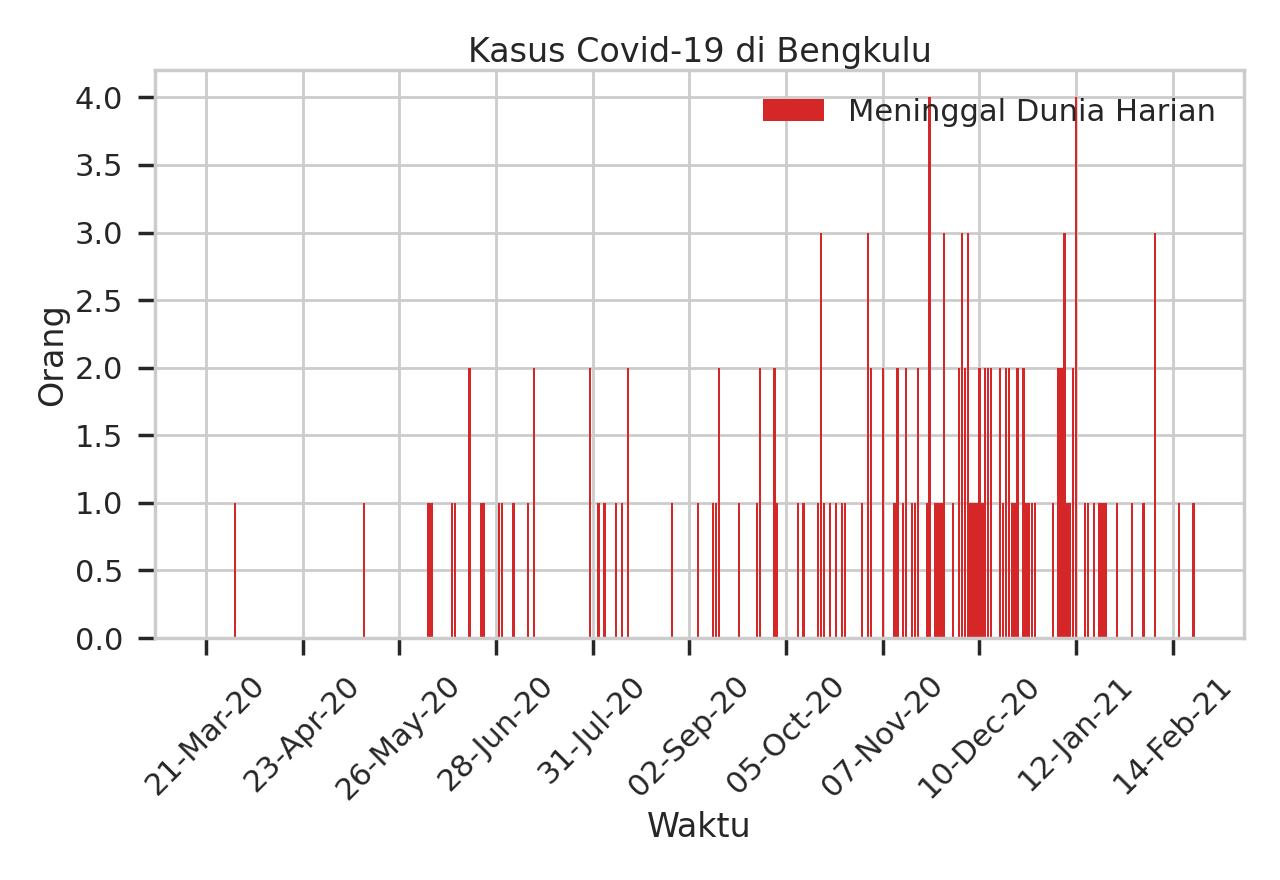 Kasus Covid-19 di Bengkulu
Meninggal Dunia Harian
Orang
4.0
3.5
3.0
2.5
2.0
1.5
1.0
0.5
0.0
21-Mar-20
23-Apr-20
26-May-20
28-Jun-20
31-Jul-20
02-Sep-20
05-Oct-20
07-Nov-20
10-Dec-20
12-Jan-21
14-Feb-21
Waktu